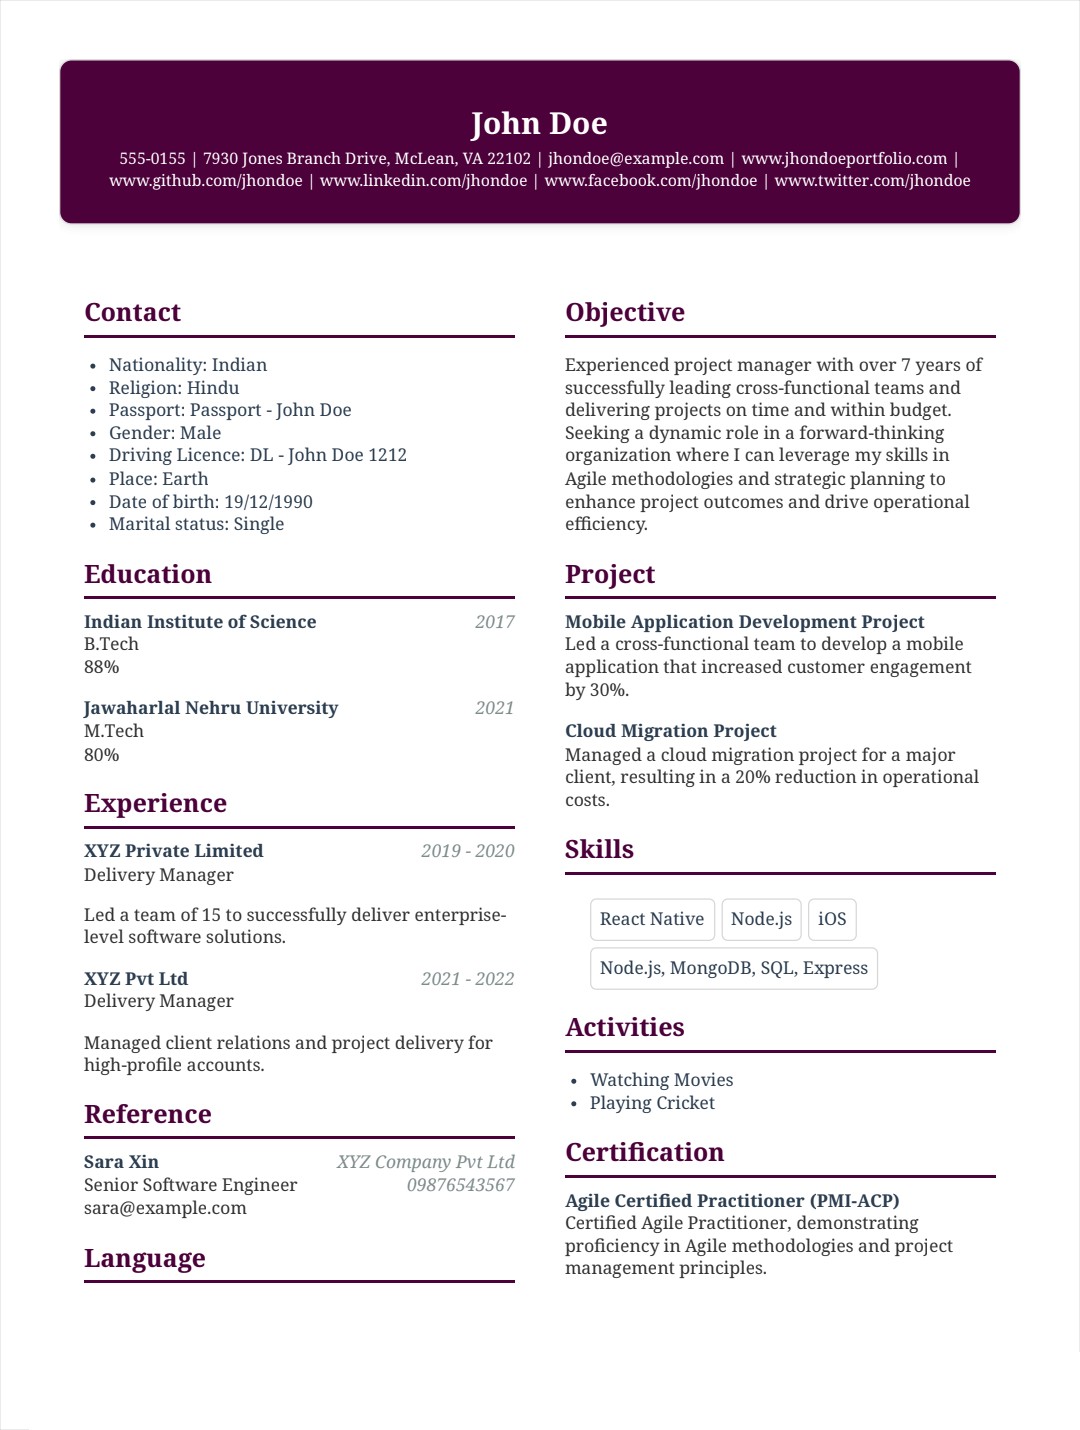 John Doe
555-0155 | 7930 Jones Branch Drive, McLean, VA 22102 | jhondoe@example.com | www.jhondoeportfolio.com |
www.github.com/jhondoe | www.linkedin.com/jhondoe | www.facebook.com/jhondoe | www.twitter.com/jhondoe
Contact
• Nationality: Indian
• Religion: Hindu
• Passport: Passport - John Doe
• Gender: Male
• Driving Licence: DL - John Doe 1212
• Place: Earth
• Date of birth: 19/12/1990
• Marital status: Single
Education
Indian Institute of Science 2017
B.Tech
88%
Jawaharlal Nehru University 2021
M.Tech
80%
Experience
XYZ Private Limited 2019 - 2020
Delivery Manager
Led a team of 15 to successfully deliver enterprise-
level software solutions.
XYZ Pvt Ltd 2021 - 2022
Delivery Manager
Managed client relations and project delivery for
high-profile accounts.
Reference
Sara Xin XYZ Company Pvt Ltd
Senior Software Engineer 09876543567
sara@example.com
Language
Objective
Experienced project manager with over 7 years of
successfully leading cross-functional teams and
delivering projects on time and within budget.
Seeking a dynamic role in a forward-thinking
organization where I can leverage my skills in
Agile methodologies and strategic planning to
enhance project outcomes and drive operational
efficiency.
Project
Mobile Application Development Project
Led a cross-functional team to develop a mobile
application that increased customer engagement
by 30%.
Cloud Migration Project
Managed a cloud migration project for a major
client, resulting in a 20% reduction in operational
costs.
Skills
React Native Node.js iOS
Node.js, MongoDB, SQL, Express
Activities
• Watching Movies
• Playing Cricket
Certification
Agile Certified Practitioner (PMI-ACP)
Certified Agile Practitioner, demonstrating
proficiency in Agile methodologies and project
management principles.